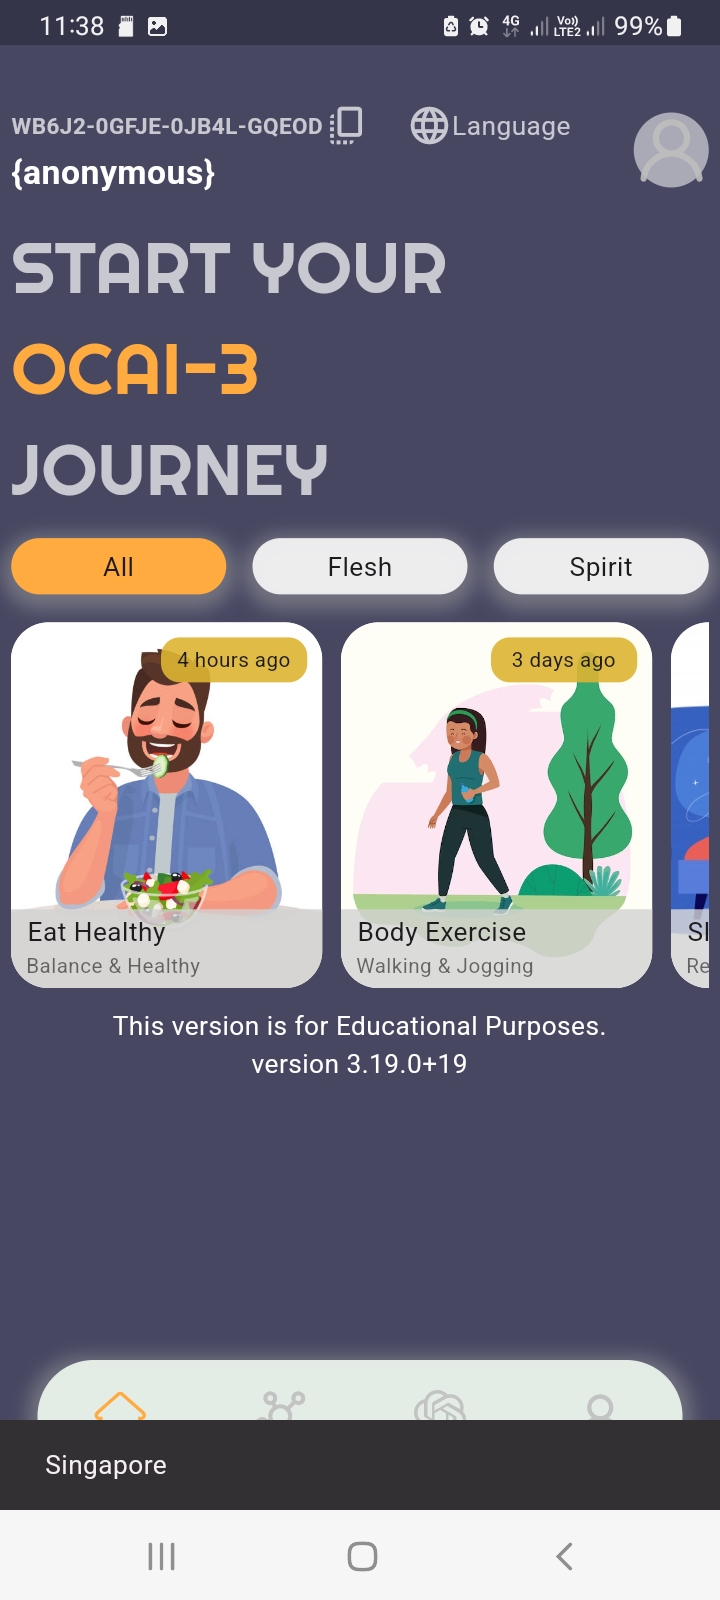 11:38
4G Vo)) LTE2 99%
WB6J2-0GFJE-0JB4L-GQEOD
Language
{anonymous}
START YOUR
OCAI-3
JOURNEY
All
Flesh
Spirit
4 hours ago
3 days ago
Eat Healthy
Balance & Healthy
Body Exercise
Walking & Jogging
Sl
Re
This version is for Educational Purposes.
version 3.19.0+19
Singapore